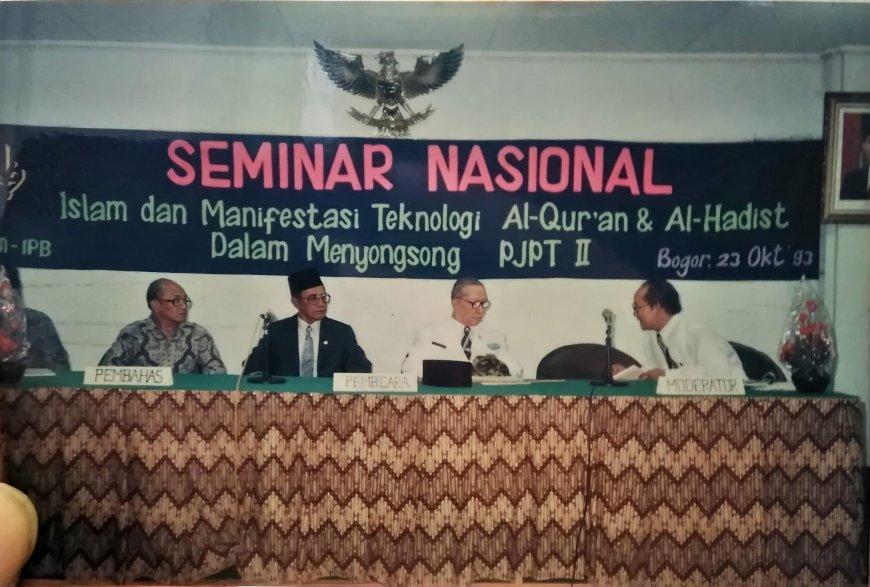 SEMINAR NASIONAL
Islam dan Manifestasi Teknologi Al-Qur'an & Al-Hadist
IPB Dalam Menyongsong PJPT II Bogor: 23 Okt '93
PEMBAHAS
PEMBICARA
MODERATOR